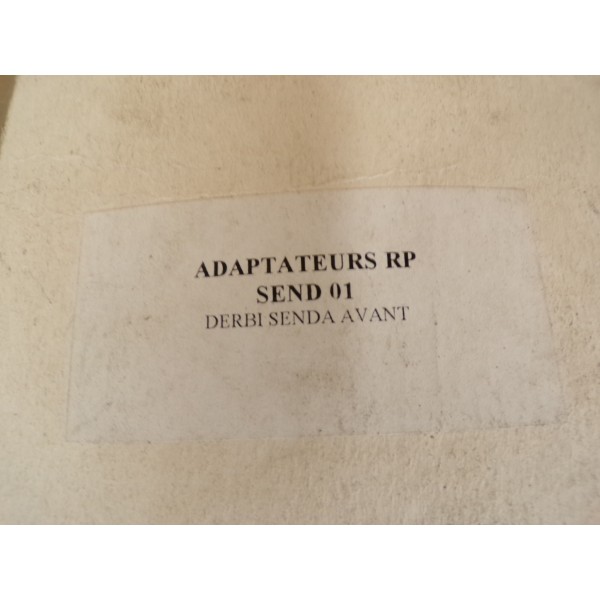 ADAPTATEURS RP
SEND 01
DERBI SENDA AVANT